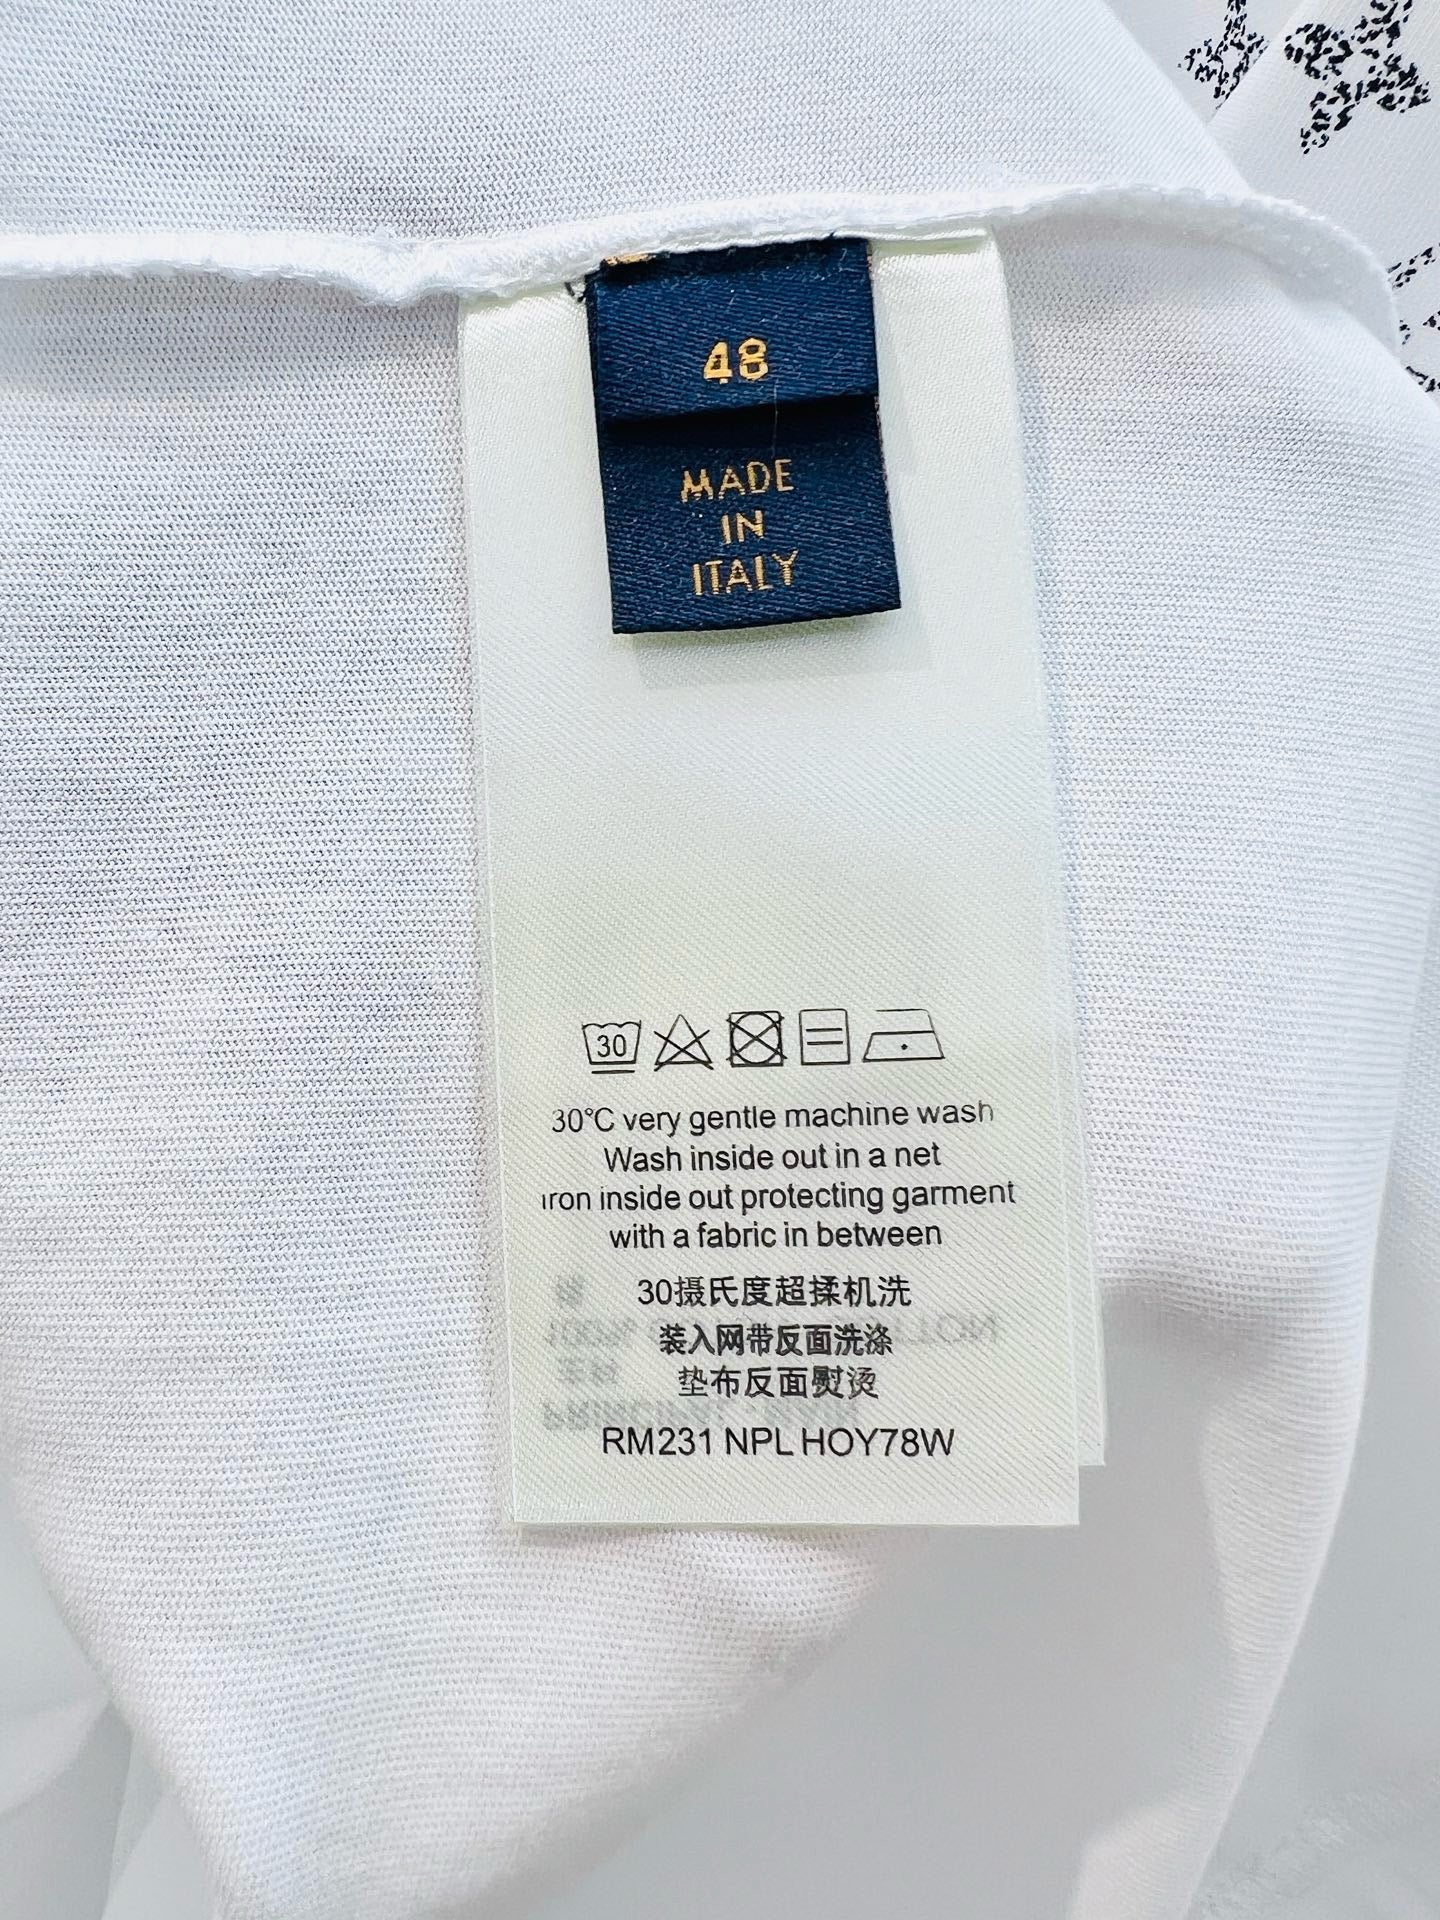 48
MADE
IN
ITALY
30
30°C very gentle machine wash
Wash inside out in a net
iron inside out protecting garment
with a fabric in between
30摄氏度超揉机洗
装入网带反面洗涤
垫布反面熨烫
RM231 NPL HOY78W